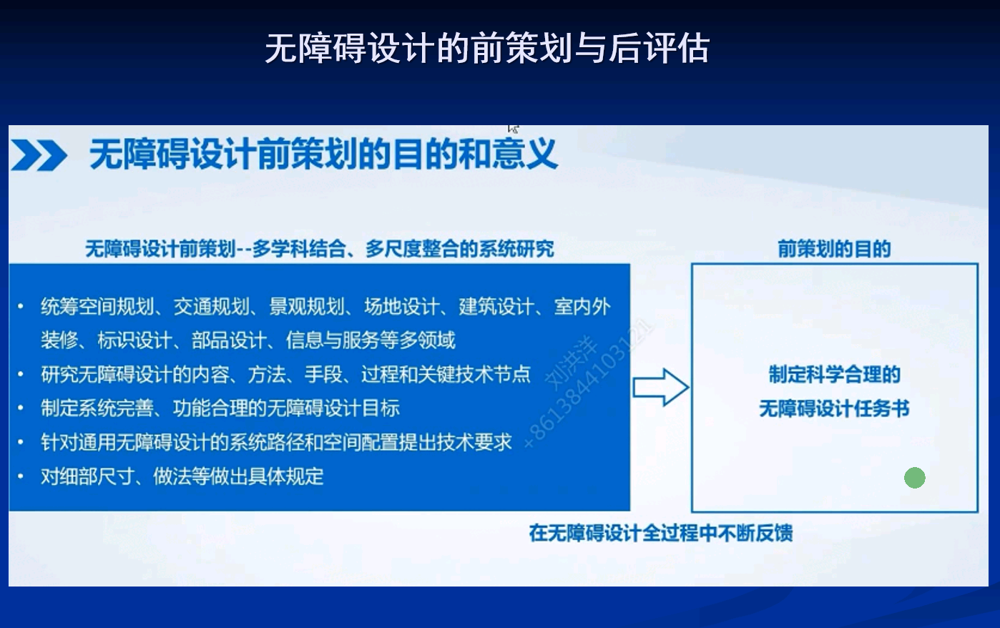 无障碍设计的前策划与后评估
无障碍设计前策划的目的和意义
无障碍设计前策划--多学科结合、多尺度整合的系统研究
• 统筹空间规划、交通规划、景观规划、场地设计、建筑设计、室内外
装修、标识设计、部品设计、信息与服务等多领域
• 研究无障碍设计的内容、方法、手段、过程和关键技术节点
• 制定系统完善、功能合理的无障碍设计目标
• 针对通用无障碍设计的系统路径和空间配置提出技术要求
• 对细部尺寸、做法等做出具体规定
刘洪洋
+8613844103121
前策划的目的
制定科学合理的
无障碍设计任务书
在无障碍设计全过程中不断反馈